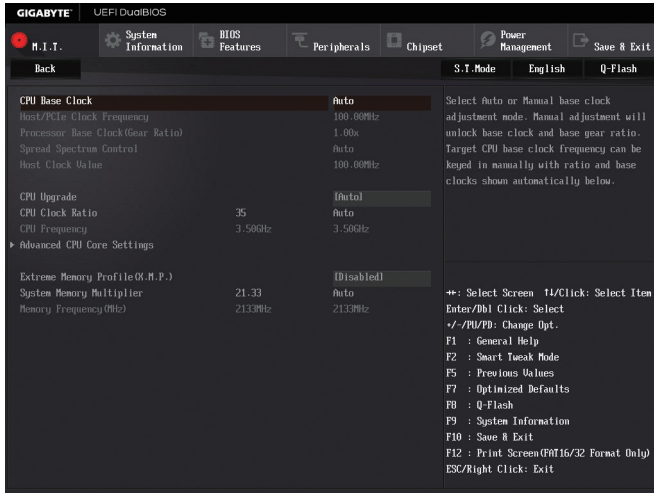 GIGABYTE™ UEFI DualBIOS
M.I.T. System Information BIOS Features Peripherals Chipset Power Management Save & Exit
Back S.T.Mode English Q-Flash
CPU Base Clock Auto
Host/PCIe Clock Frequency 100.00MHz
Processor Base Clock(Gear Ratio) 1.00x
Spread Spectrum Control Auto
Host Clock Value 100.00MHz
CPU Upgrade [Auto]
CPU Clock Ratio 35 Auto
CPU Frequency 3.50GHz 3.50GHz
Advanced CPU Core Settings
Extreme Memory Profile(X.M.P.) [Disabled]
System Memory Multiplier 21.33 Auto
Memory Frequency(MHz) 2133MHz 2133MHz
Select Auto or Manual base clock
adjustment mode. Manual adjustment will
unlock base clock and base gear ratio.
Target CPU base clock frequency can be
keyed in manually with ratio and base
clocks shown automatically below.
→←: Select Screen ↑↓/Click: Select Item
Enter/Dbl Click: Select
+/-/PU/PD: Change Opt.
F1 : General Help
F2 : Smart Tweak Mode
F5 : Previous Values
F7 : Optimized Defaults
F8 : Q-Flash
F9 : System Information
F10 : Save & Exit
F12 : Print Screen(FAT16/32 Format Only)
ESC/Right Click: Exit